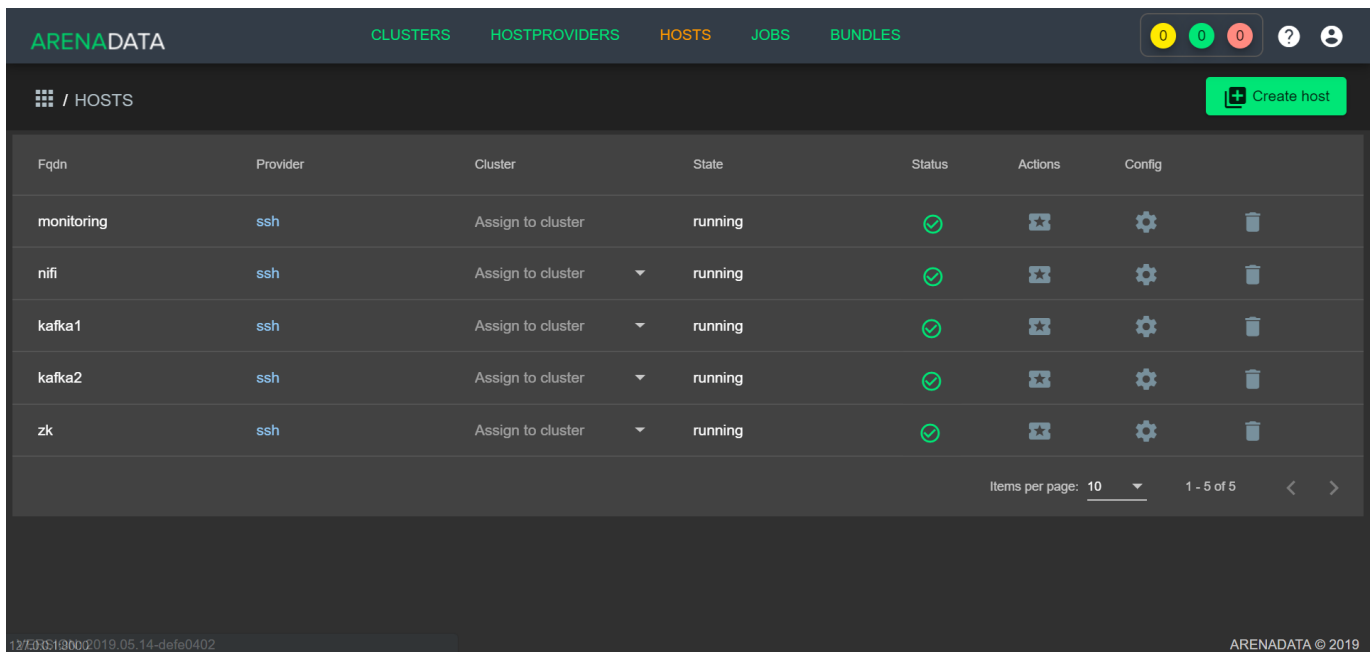 ARENADATA CLUSTERS HOSTPROVIDERS HOSTS JOBS BUNDLES 0 0 0 ?
/ HOSTS Create host
Fqdn Provider Cluster State Status Actions Config
monitoring ssh Assign to cluster running
nifi ssh Assign to cluster running
kafka1 ssh Assign to cluster running
kafka2 ssh Assign to cluster running
zk ssh Assign to cluster running
Items per page: 10 1 - 5 of 5
2019.05.14-defe0402 ARENADATA © 2019